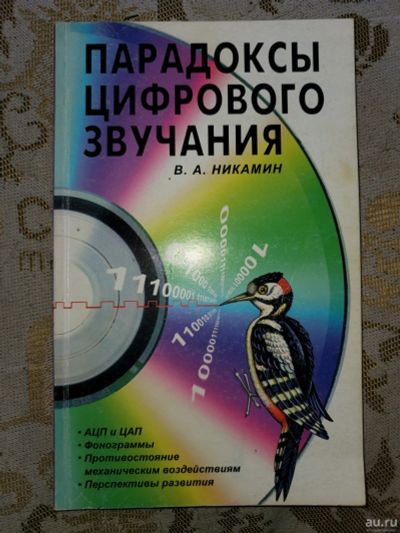 ПАРАДОКСЫ
ЦИФРОВОГО
ЗВУЧАНИЯ
В. А. НИКАМИН
• АЦП и ЦАП
• Фонограммы
• Противостояние
механическим воздействиям
• Перспективы развития
au.ru